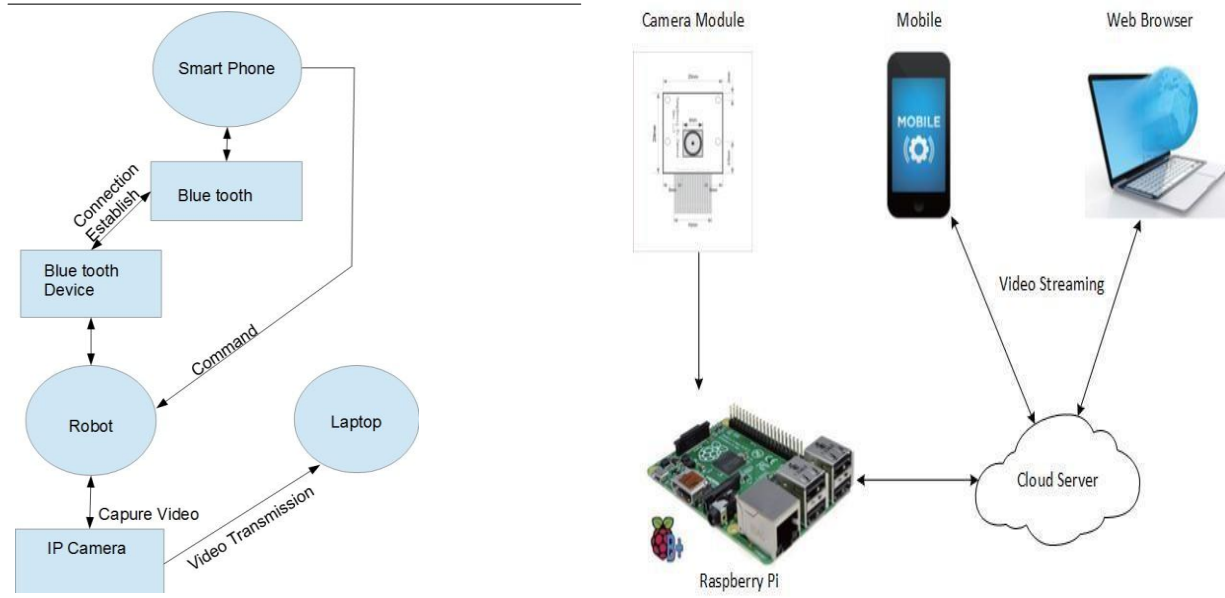 Smart Phone
Blue tooth
Connection
Establish
Blue tooth
Device
Command
Robot
Laptop
Capure Video
Video Transmission
IP Camera
Camera Module
Mobile
Web Browser
MOBILE
Video Streaming
Cloud Server
Raspberry Pi